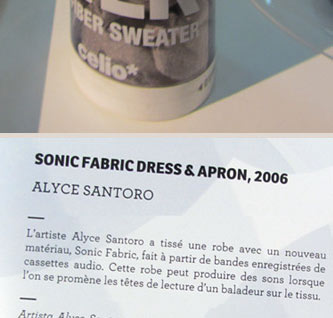 BER SWEATER
celio*
SONIC FABRIC DRESS & APRON, 2006
ALYCE SANTORO
—
L'artiste Alyce Santoro a tissé une robe avec un nouveau
matériau, Sonic Fabric, fait à partir de bandes enregistrées de
cassettes audio. Cette robe peut produire des sons lorsque
l'on se promène les têtes de lecture d'un baladeur sur le tissu.
—
Artista Alyce